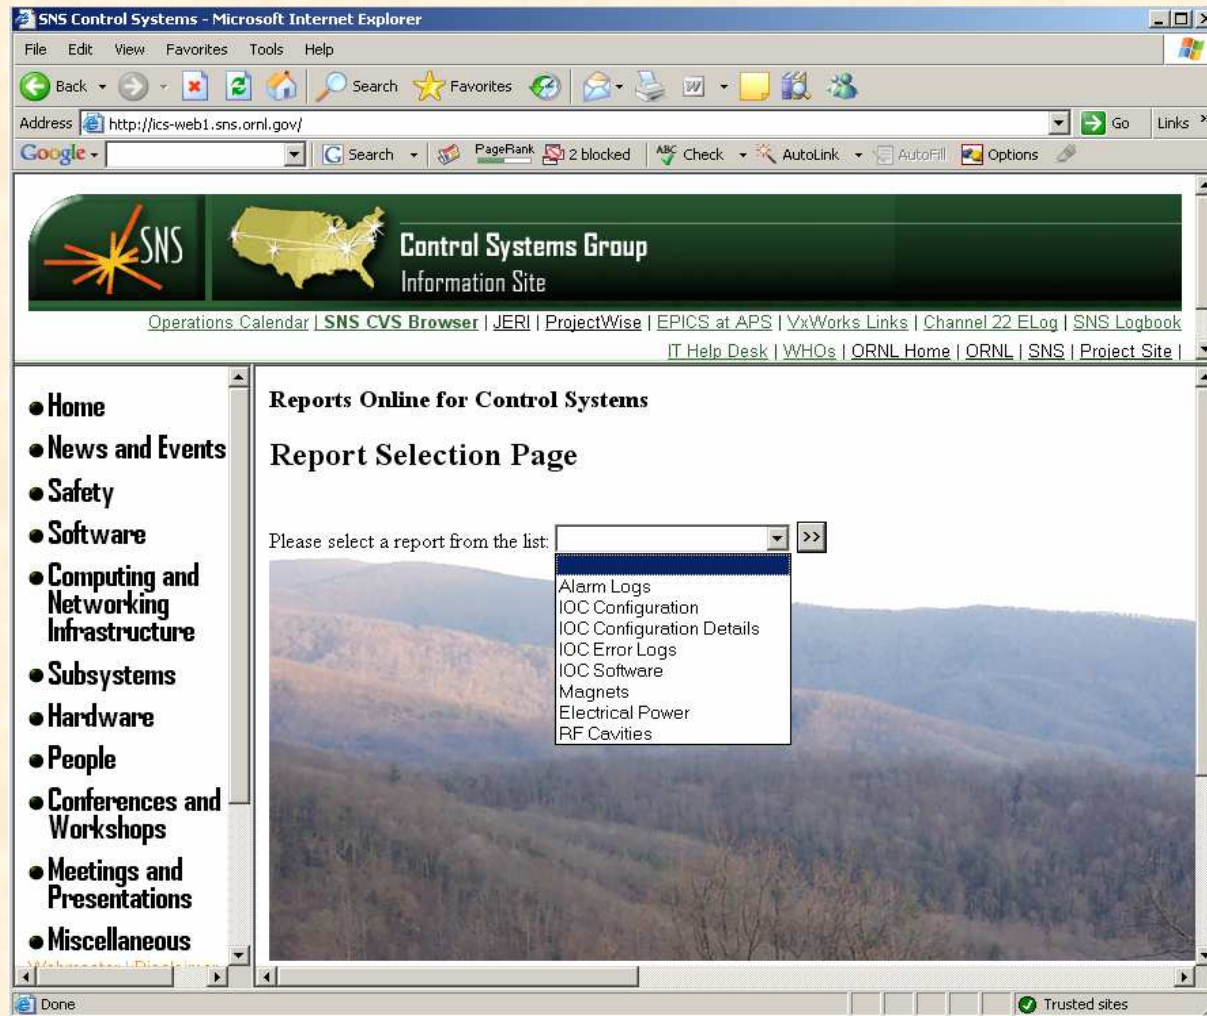 SNS Control Systems - Microsoft Internet Explorer
File Edit View Favorites Tools Help
Back Search Favorites
Address http://ics-web1.sns.ornl.gov/ Go Links »
Google Search PageRank 2 blocked ABC Check AutoLink AutoFill Options
SNS
Control Systems Group
Information Site
Operations Calendar | SNS CVS Browser | JERI | ProjectWise | EPICS at APS | VxWorks Links | Channel 22 ELog | SNS Logbook
IT Help Desk | WHOs | ORNL Home | ORNL | SNS | Project Site |
Home
News and Events
Safety
Software
Computing and
Networking
Infrastructure
Subsystems
Hardware
People
Conferences and
Workshops
Meetings and
Presentations
Miscellaneous
Reports Online for Control Systems
Report Selection Page
Please select a report from the list: >>
Alarm Logs
IOC Configuration
IOC Configuration Details
IOC Error Logs
IOC Software
Magnets
Electrical Power
RF Cavities
Done Trusted sites